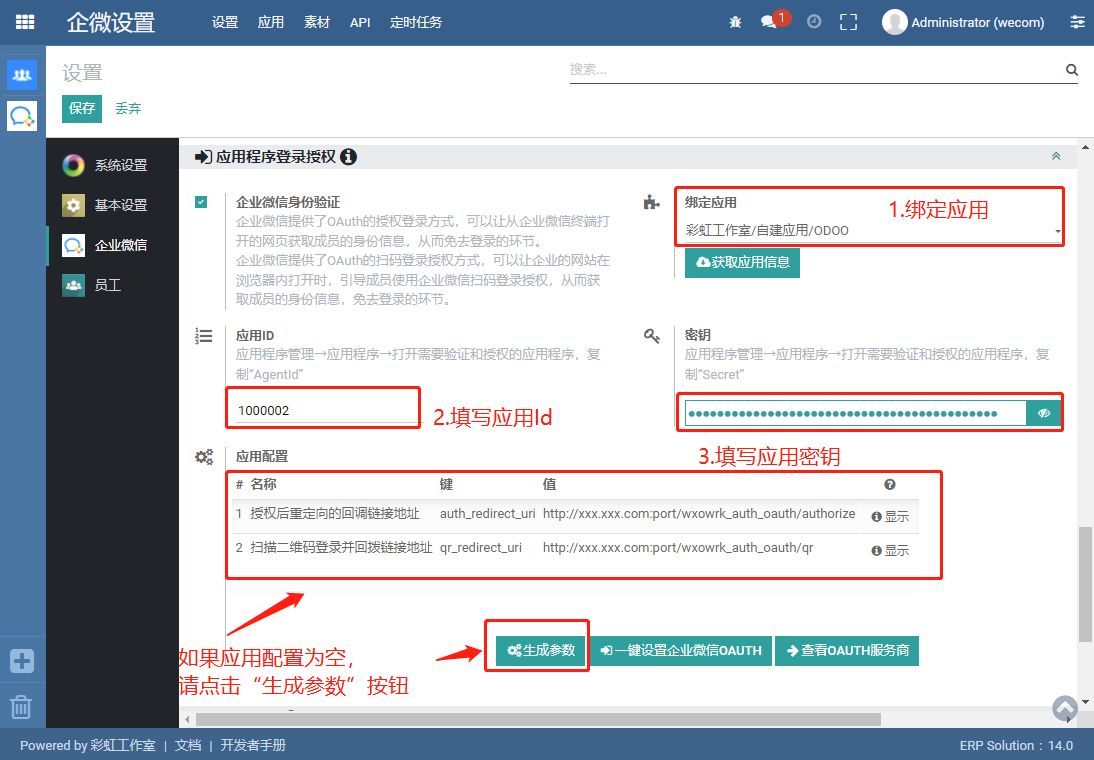 企微设置
设置 应用 素材 API 定时任务
1
Administrator (wecom)
设置
搜索...
保存 丢弃
系统设置
基本设置
企业微信
员工
应用程序登录授权
企业微信身份验证
企业微信提供了OAuth的授权登录方式，可以让从企业微信终端打
开的网页获取成员的身份信息，从而免去登录的环节。
企业微信提供了OAuth的扫码登录授权方式，可以让企业的网站在
浏览器内打开时，引导成员使用企业微信扫码登录授权，从而获
取成员的身份信息，免去登录的环节。
绑定应用
1.绑定应用
彩虹工作室/自建应用/ODOO
获取应用信息
应用ID
应用程序管理→应用程序→打开需要验证和授权的应用程序，复
制“AgentId”
1000002
2.填写应用Id
密钥
应用程序管理→应用程序→打开需要验证和授权的应用程序，复
制“Secret”
3.填写应用密钥
应用配置
# 名称 键 值
1 授权后重定向的回调链接地址 auth_redirect_uri http://xxx.xxx.com:port/wxowrk_auth_oauth/authorize 显示
2 扫描二维码登录并回拨链接地址 qr_redirect_uri http://xxx.xxx.com:port/wxowrk_auth_oauth/qr 显示
生成参数 一键设置企业微信OAUTH 查看OAUTH服务商
如果应用配置为空，
请点击“生成参数”按钮
Powered by 彩虹工作室 | 文档 | 开发者手册
ERP Solution：14.0